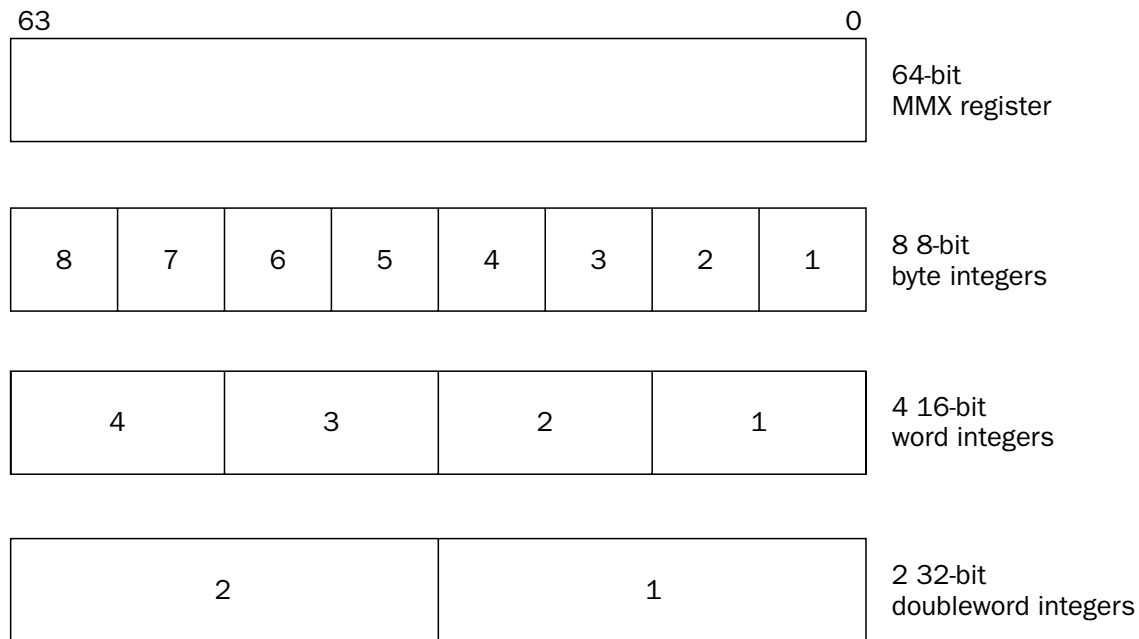 63 0
64-bit
MMX register
8 7 6 5 4 3 2 1
8 8-bit
byte integers
4 3 2 1
4 16-bit
word integers
2 1
2 32-bit
doubleword integers